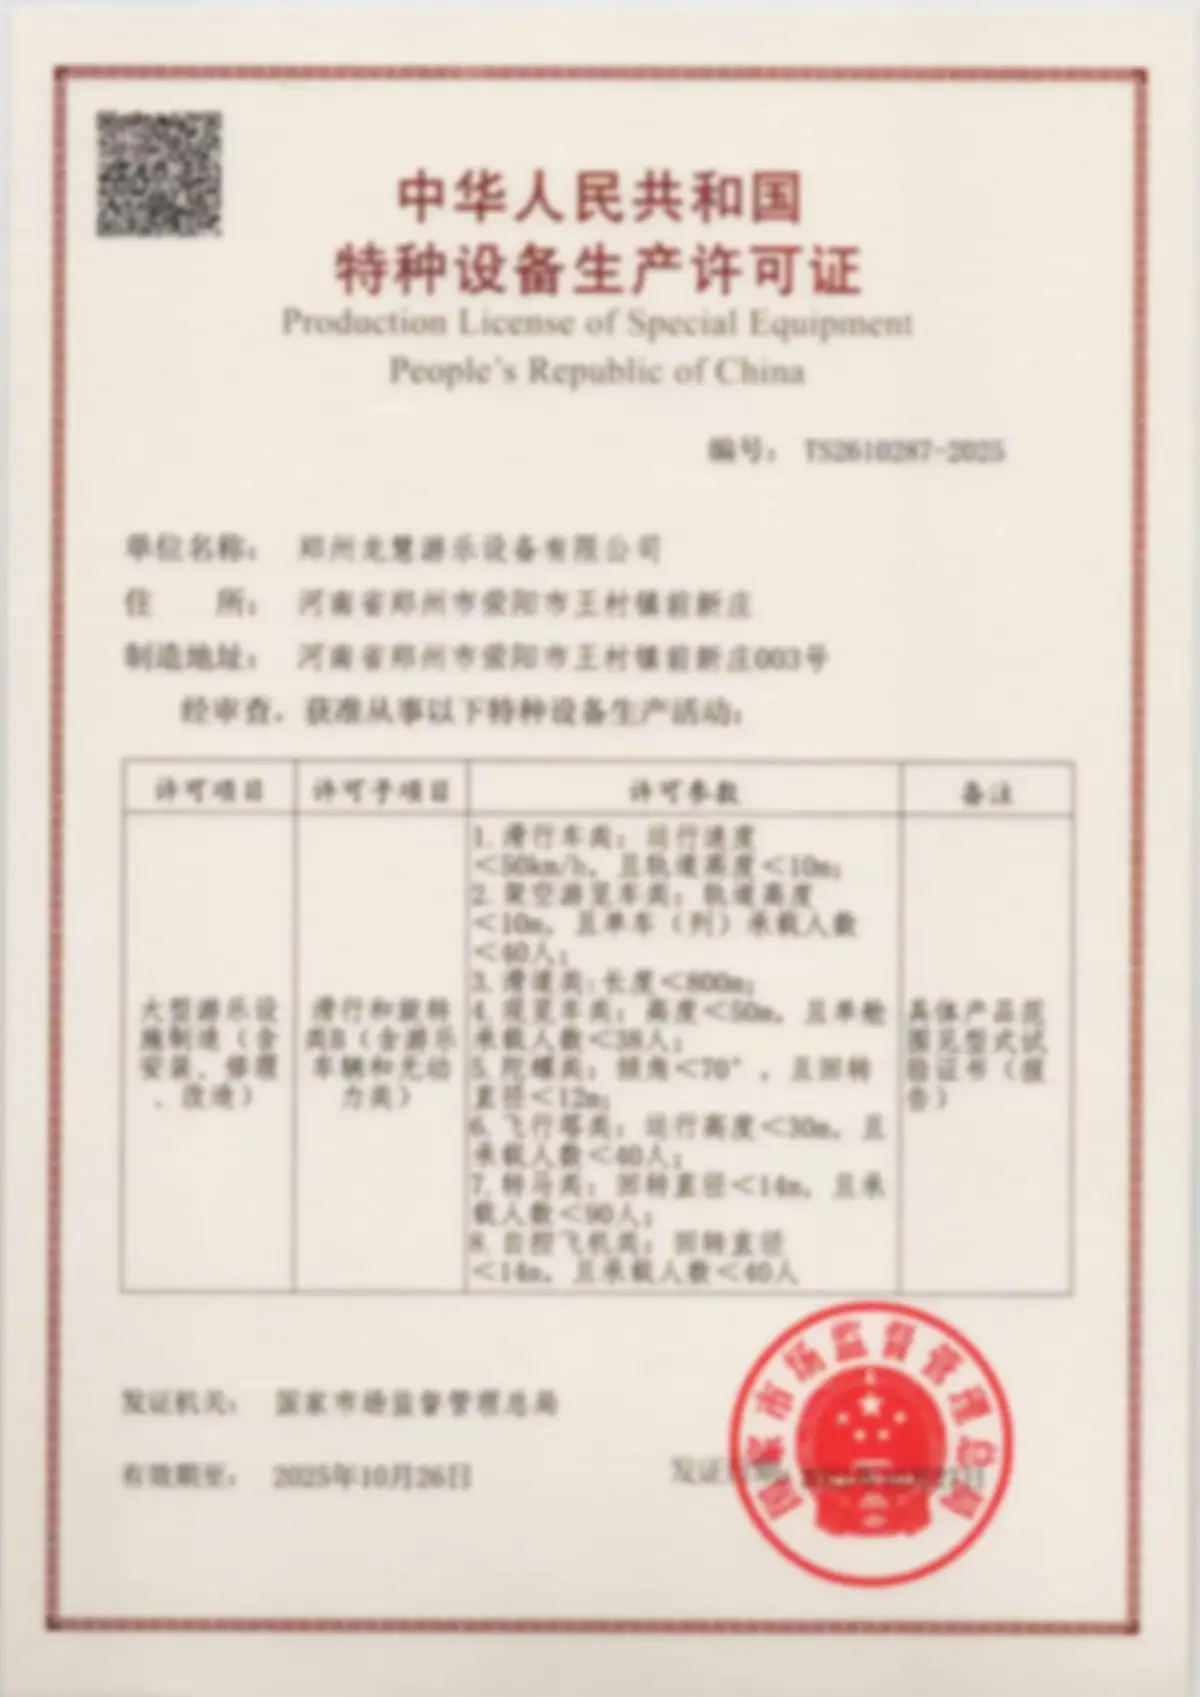 中华人民共和国
特种设备生产许可证
Production License of Special Equipment
People's Republic of China
编号： TS2610287-2025
单位名称： 郑州龙慧游乐设备有限公司
住 所： 河南省郑州市荥阳市王村镇前新庄
制造地址： 河南省郑州市荥阳市王村镇前新庄003号
经审查，获准从事以下特种设备生产活动：
许可项目 许可子项目 许可参数 备注
大型游乐设
施制造（含
安装、修理
、改造）
滑行和旋转
类B（含游乐
车辆和无动
力类）
1.滑行车类：运行速度
＜50km/h，且轨道高度＜10m；
2.架空游览车类：轨道高度
＜10m，且单车（列）承载人数
＜40人；
3.滑道类:长度＜800m；
4.观览车类：高度＜50m，且单舱
承载人数＜38人；
5.陀螺类：倾角＜70°，且回转
直径＜12m；
6.飞行塔类：运行高度＜30m，且
承载人数＜40人；
7.转马类：回转直径＜14m，且承
载人数＜90人；
8.自控飞机类：回转直径
＜14m，且承载人数＜40人
具体产品范
围见型式试
验证书（报
告）
发证机关： 国家市场监督管理总局
有效期至： 2025年10月26日
发证日期：
国家市场监督管理总局